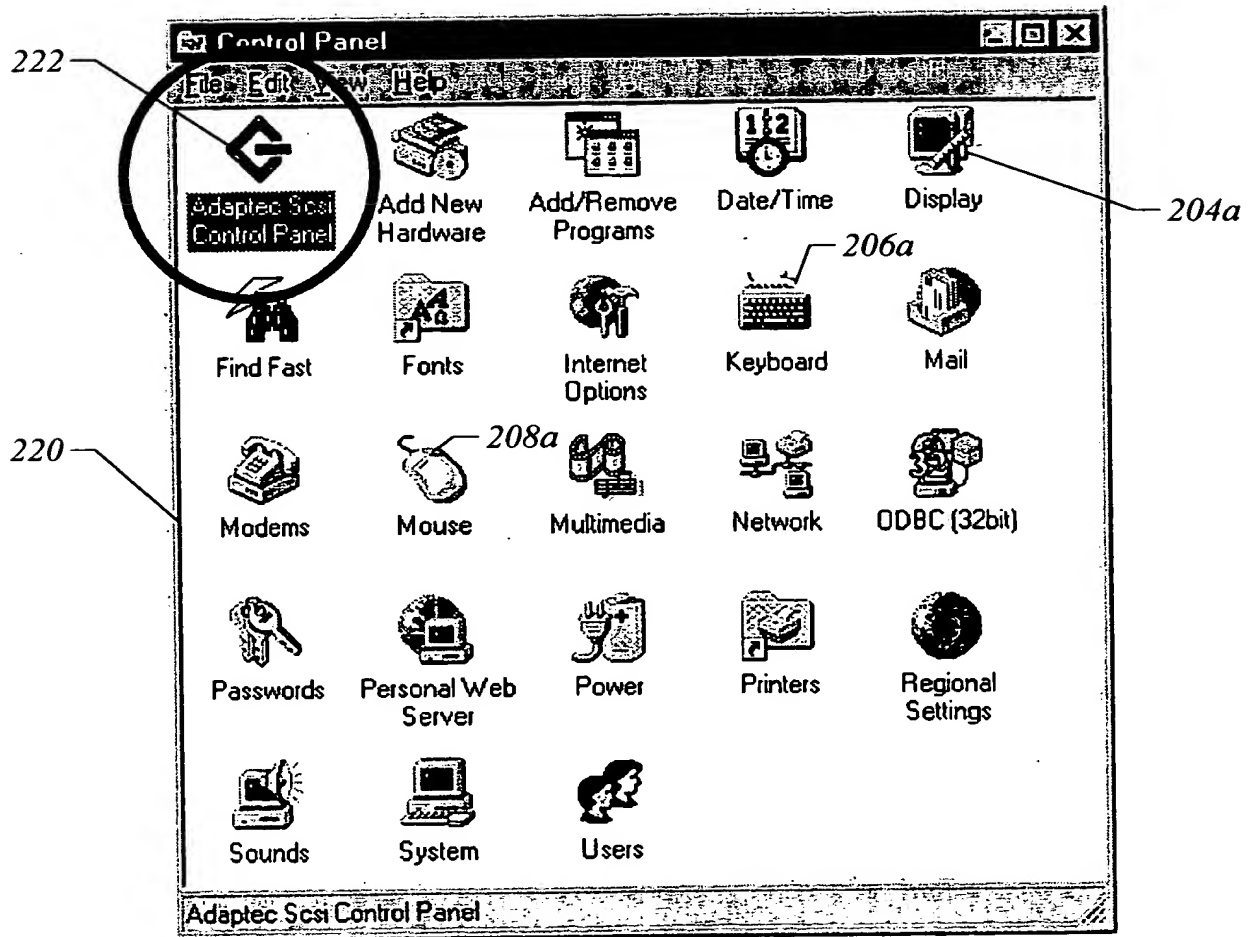 Control Panel
222
File Edit View Help
Adaptec Scsi
Control Panel
Add New
Hardware
Add/Remove
Programs
12
Date/Time
Display
204a
206a
Find Fast
Fonts
Internet
Options
Keyboard
Mail
220
Modems
208a
Mouse
Multimedia
Network
32
ODBC (32bit)
Passwords
Personal Web
Server
Power
Printers
Regional
Settings
Sounds
System
Users
Adaptec Scsi Control Panel